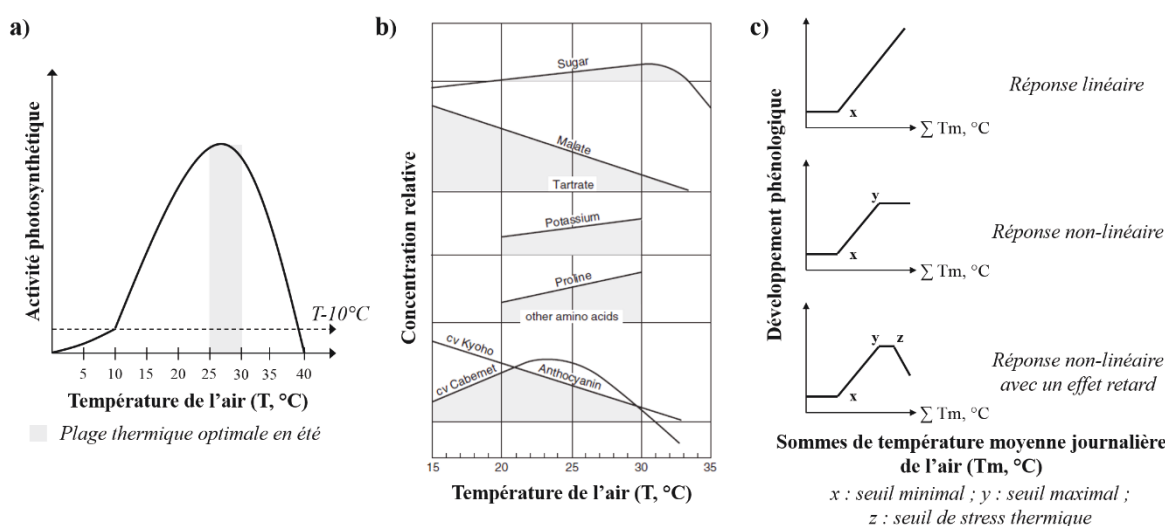 a)
Activité photosynthétique
T-10°C
5 10 15 20 25 30 35 40
Température de l'air (T, °C)
Plage thermique optimale en été
b)
Concentration relative
Sugar
Malate
Tartrate
Potassium
Proline
other amino acids
cv Kyoho
cv Cabernet
Anthocyanin
15 20 25 30 35
Température de l'air (T, °C)
c)
Développement phénologique
x
∑ Tm, °C
Réponse linéaire
y
x
∑ Tm, °C
Réponse non-linéaire
y z
x
∑ Tm, °C
Réponse non-linéaire
avec un effet retard
Sommes de température moyenne journalière
de l'air (Tm, °C)
x : seuil minimal ; y : seuil maximal ;
z : seuil de stress thermique